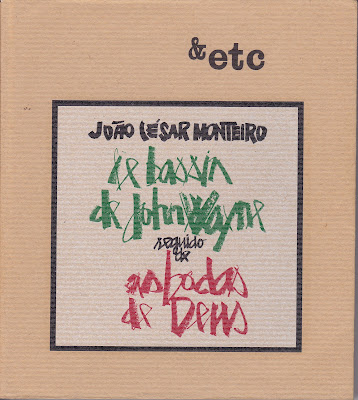 &etc
JOÃO CÉSAR MONTEIRO
le bassin
de John Wayne
seguido
de
as bodas
de Deus